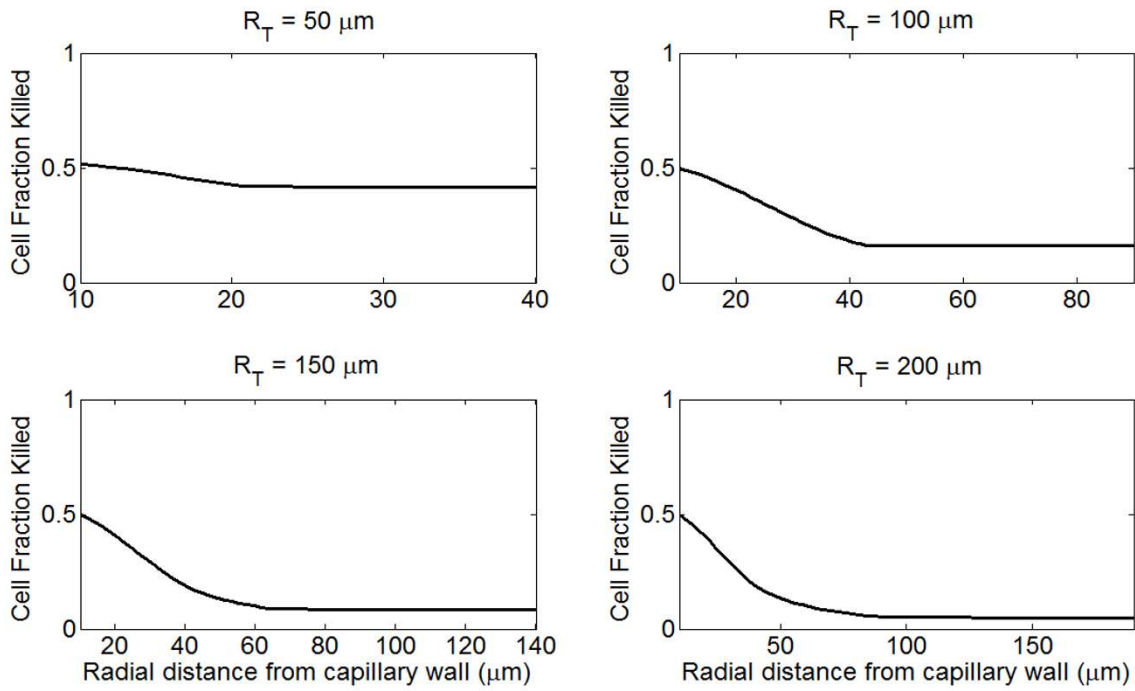 R_T = 50 μm
Cell Fraction Killed
1
0.5
0
10 20 30 40
R_T = 100 μm
Cell Fraction Killed
1
0.5
0
20 40 60 80
R_T = 150 μm
Cell Fraction Killed
1
0.5
0
20 40 60 80 100 120 140
Radial distance from capillary wall (μm)
R_T = 200 μm
Cell Fraction Killed
1
0.5
0
50 100 150
Radial distance from capillary wall (μm)